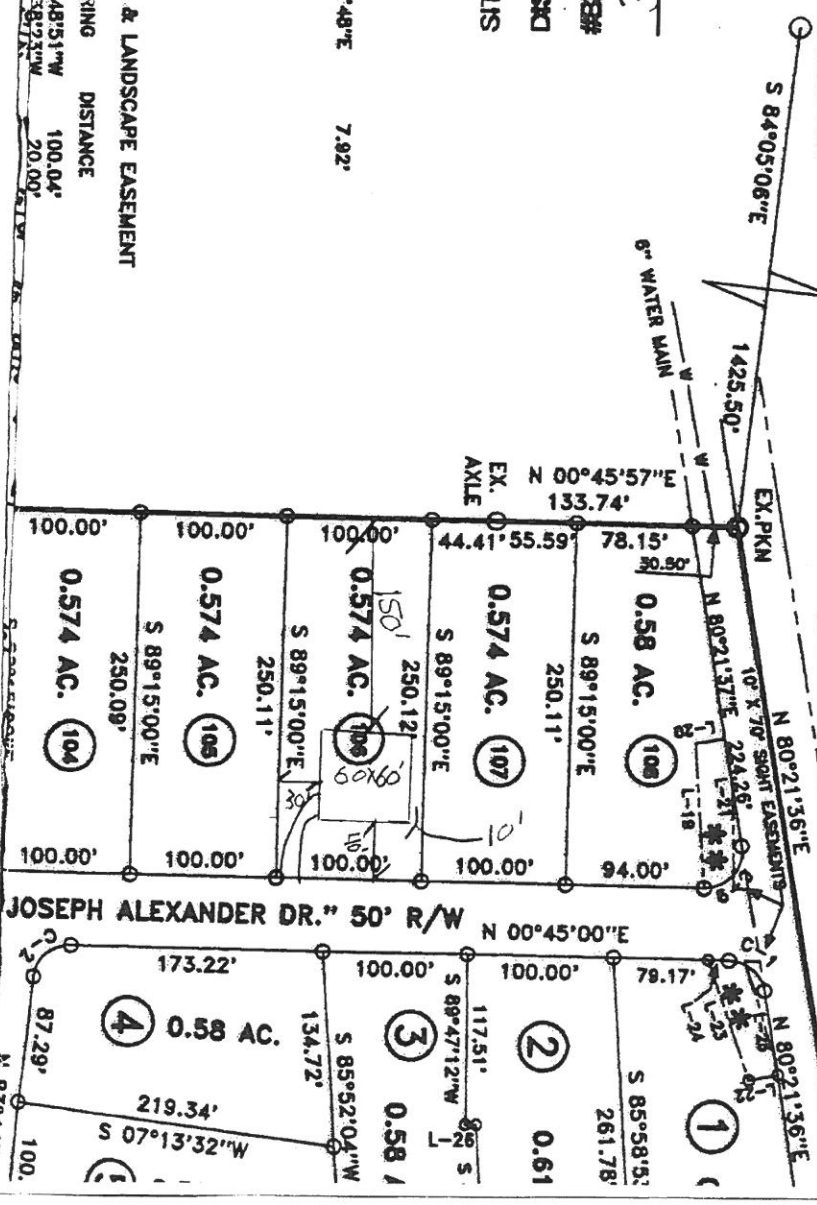 S 84°05'06"E
1425.50'
6" WATER MAIN
W
W
EX.PKN
N 80°21'36"E
10' X 70' SIGHT EASEMENTS
N 80°21'37"E
224.26'
L-21
L-18
30.50'
N 00°45'57"E
133.74'
EX.
AXLE
7.92'
& LANDSCAPE EASEMENT
DISTANCE
100.04'
20.00'
100.00'
100.00'
100.00'
44.41'
55.59'
78.15'
0.574 AC.
104
0.574 AC.
105
0.574 AC.
106
0.574 AC.
107
0.58 AC.
108
250.09'
S 89°15'00"E
250.11'
S 89°15'00"E
250.12'
S 89°15'00"E
250.11'
S 89°15'00"E
150'
60x60'
30'
40'
10'
100.00'
100.00'
100.00'
100.00'
94.00'
JOSEPH ALEXANDER DR." 50' R/W
N 00°45'00"E
C-2
173.22'
100.00'
100.00'
79.17'
L-24
L-23
L-22
N 80°21'36"E
87.29'
4
0.58 AC.
134.72'
S 85°52'04"W
3
0.58
S 89°47'12"W
117.51'
L-26
2
0.61
261.78'
1
219.34'
S 07°13'32"W
5
100.